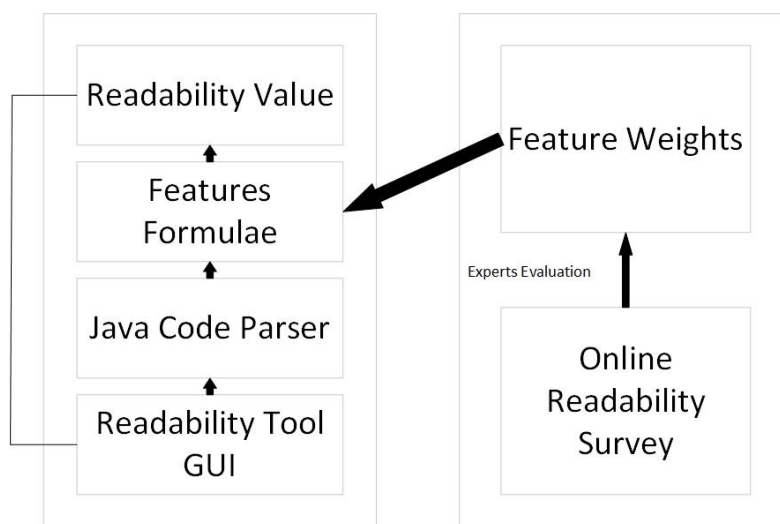 Readability Value
Features
Formulae
Java Code Parser
Readability Tool
GUI
Feature Weights
Experts Evaluation
Online
Readability
Survey